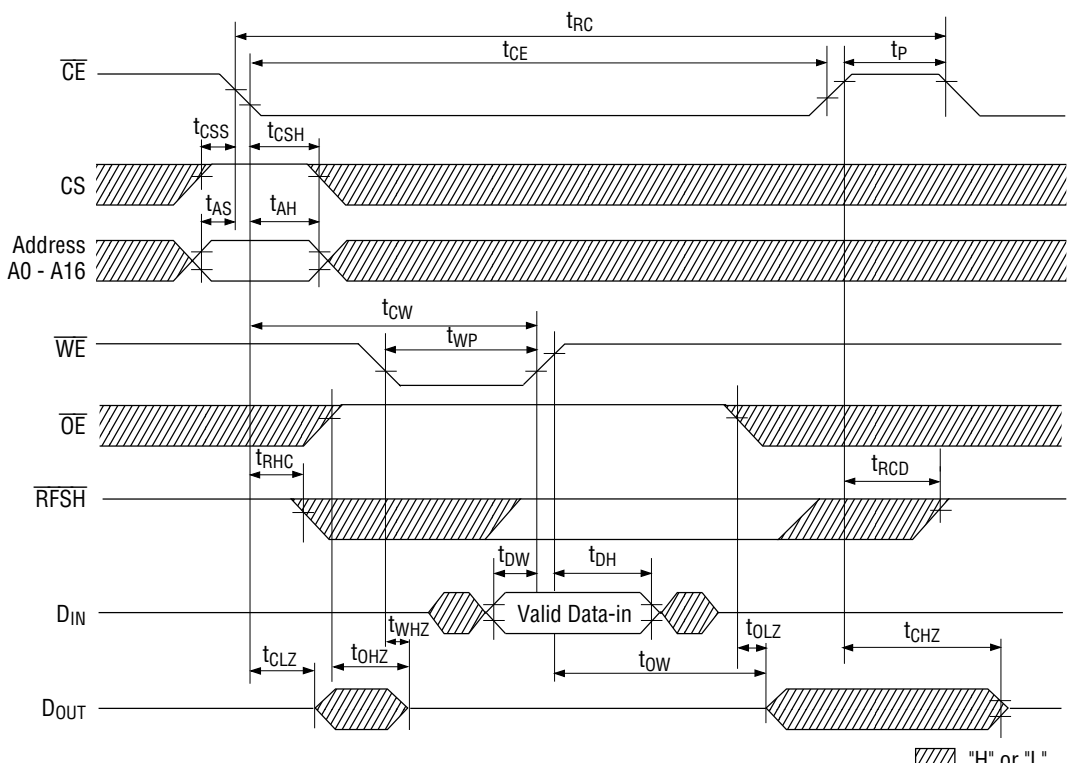 tRC
tCE
tP
CE
tCSS
tCSH
CS
tAS
tAH
Address
A0 - A16
tCW
tWP
WE
OE
tRHC
tRCD
RFSH
tDW
tDH
DIN
Valid Data-in
tWHZ
tOLZ
tCHZ
tCLZ
tOHZ
tOW
DOUT
"H" or "L"